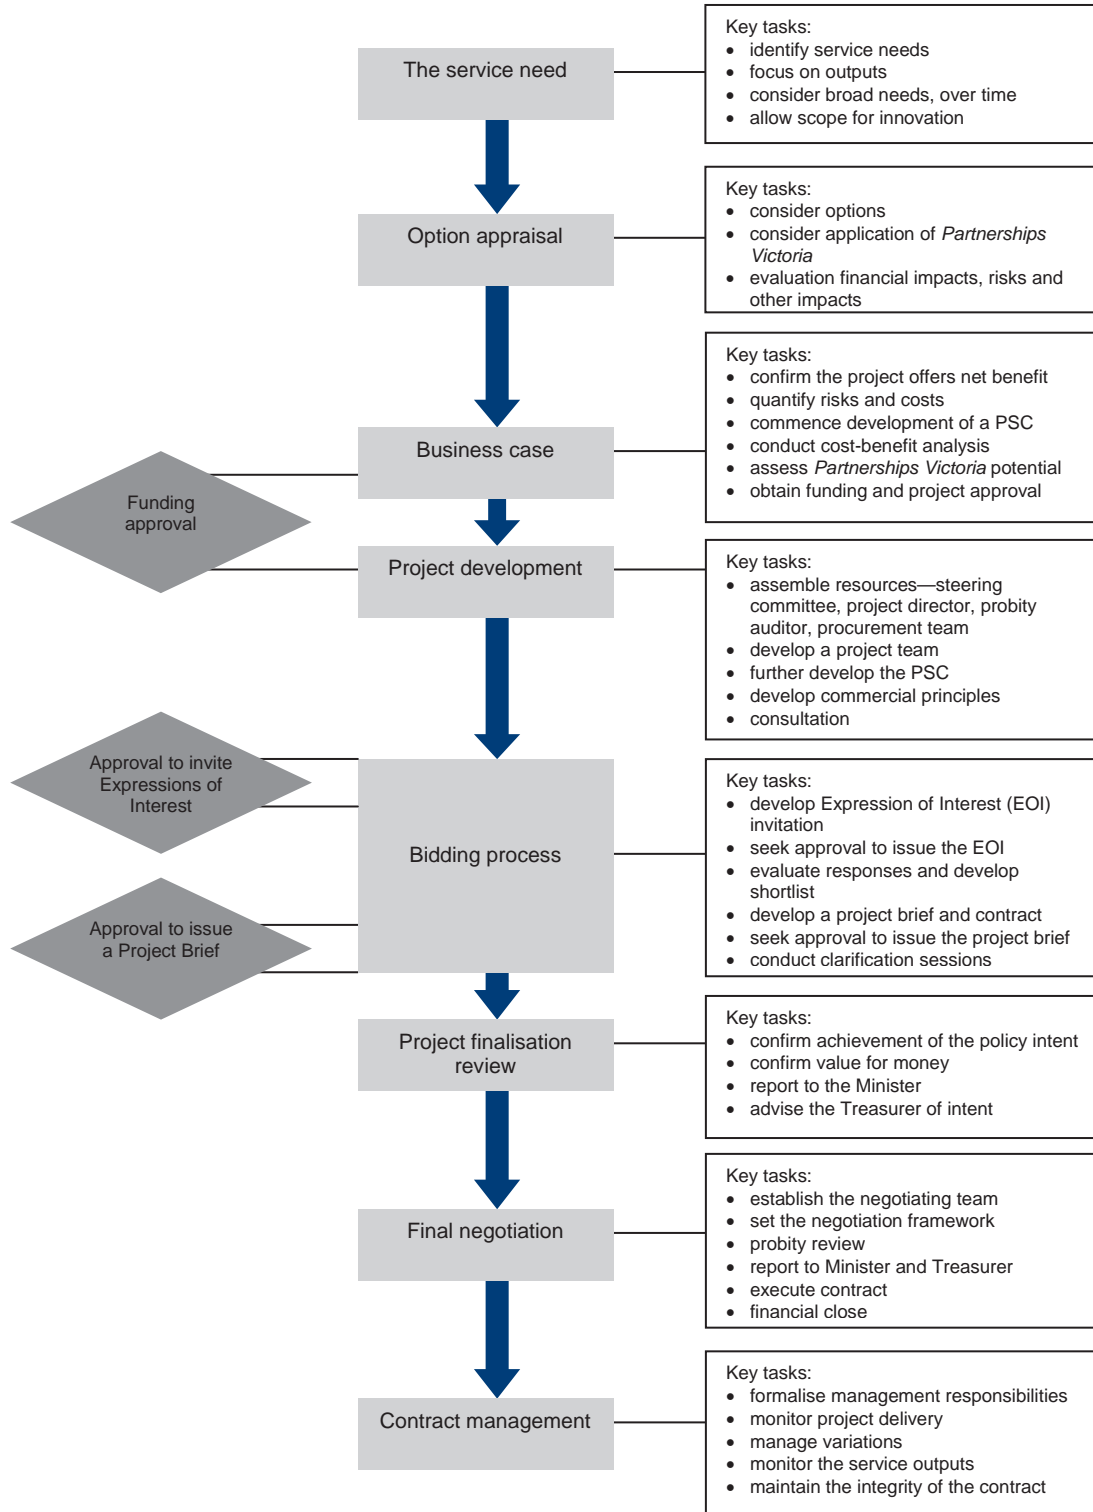 The service need
Key tasks:
• identify service needs
• focus on outputs
• consider broad needs, over time
• allow scope for innovation
Option appraisal
Key tasks:
• consider options
• consider application of Partnerships
Victoria
• evaluation financial impacts, risks and
other impacts
Business case
Key tasks:
• confirm the project offers net benefit
• quantify risks and costs
• commence development of a PSC
• conduct cost-benefit analysis
• assess Partnerships Victoria potential
• obtain funding and project approval
Funding
approval
Project development
Key tasks:
• assemble resources—steering
committee, project director, probity
auditor, procurement team
• develop a project team
• further develop the PSC
• develop commercial principles
• consultation
Approval to invite
Expressions of
Interest
Bidding process
Approval to issue
a Project Brief
Key tasks:
• develop Expression of Interest (EOI)
invitation
• seek approval to issue the EOI
• evaluate responses and develop
shortlist
• develop a project brief and contract
• seek approval to issue the project brief
• conduct clarification sessions
Project finalisation
review
Key tasks:
• confirm achievement of the policy intent
• confirm value for money
• report to the Minister
• advise the Treasurer of intent
Final negotiation
Key tasks:
• establish the negotiating team
• set the negotiation framework
• probity review
• report to Minister and Treasurer
• execute contract
• financial close
Contract management
Key tasks:
• formalise management responsibilities
• monitor project delivery
• manage variations
• monitor the service outputs
• maintain the integrity of the contract